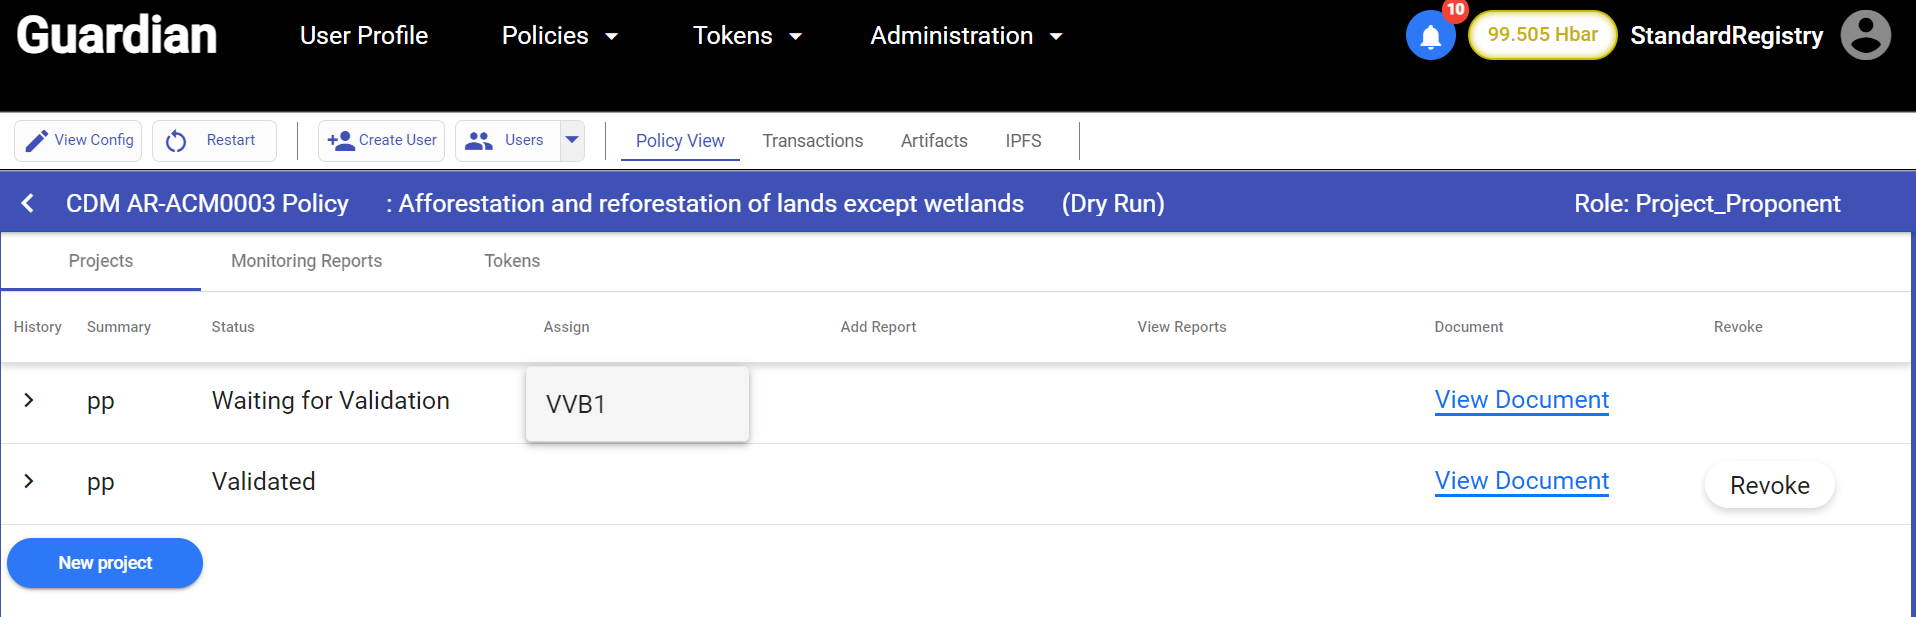 Guardian User Profile Policies Tokens Administration 10 99.505 Hbar StandardRegistry
View Config Restart Create User Users Policy View Transactions Artifacts IPFS
CDM AR-ACM0003 Policy : Afforestation and reforestation of lands except wetlands (Dry Run) Role: Project_Proponent
Projects Monitoring Reports Tokens
History Summary Status Assign Add Report View Reports Document Revoke
pp Waiting for Validation VVB1 View Document
pp Validated View Document Revoke
New project